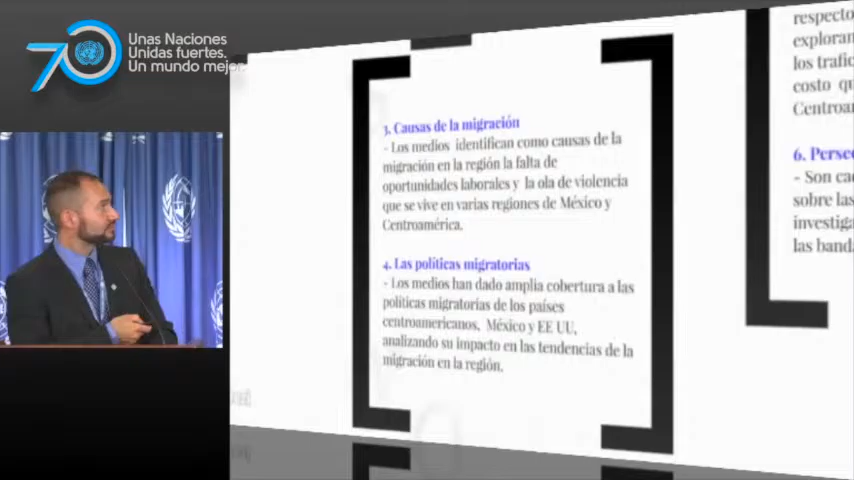 70
Unas Naciones
Unidas fuertes.
Un mundo mejor.
3. Causas de la migración
- Los medios identifican como causas de la
migración en la región la falta de
oportunidades laborales y la ola de violencia
que se vive en varias regiones de México y
Centroamérica.
4. Las políticas migratorias
- Los medios han dado amplia cobertura a las
políticas migratorias de los países
centroamericanos, México y EE UU,
analizando su impacto en las tendencias de la
migración en la región.
respecto
exploran
los trafic
costo qu
Centroam
6. Perse
- Son ca
sobre las
investiga
las band